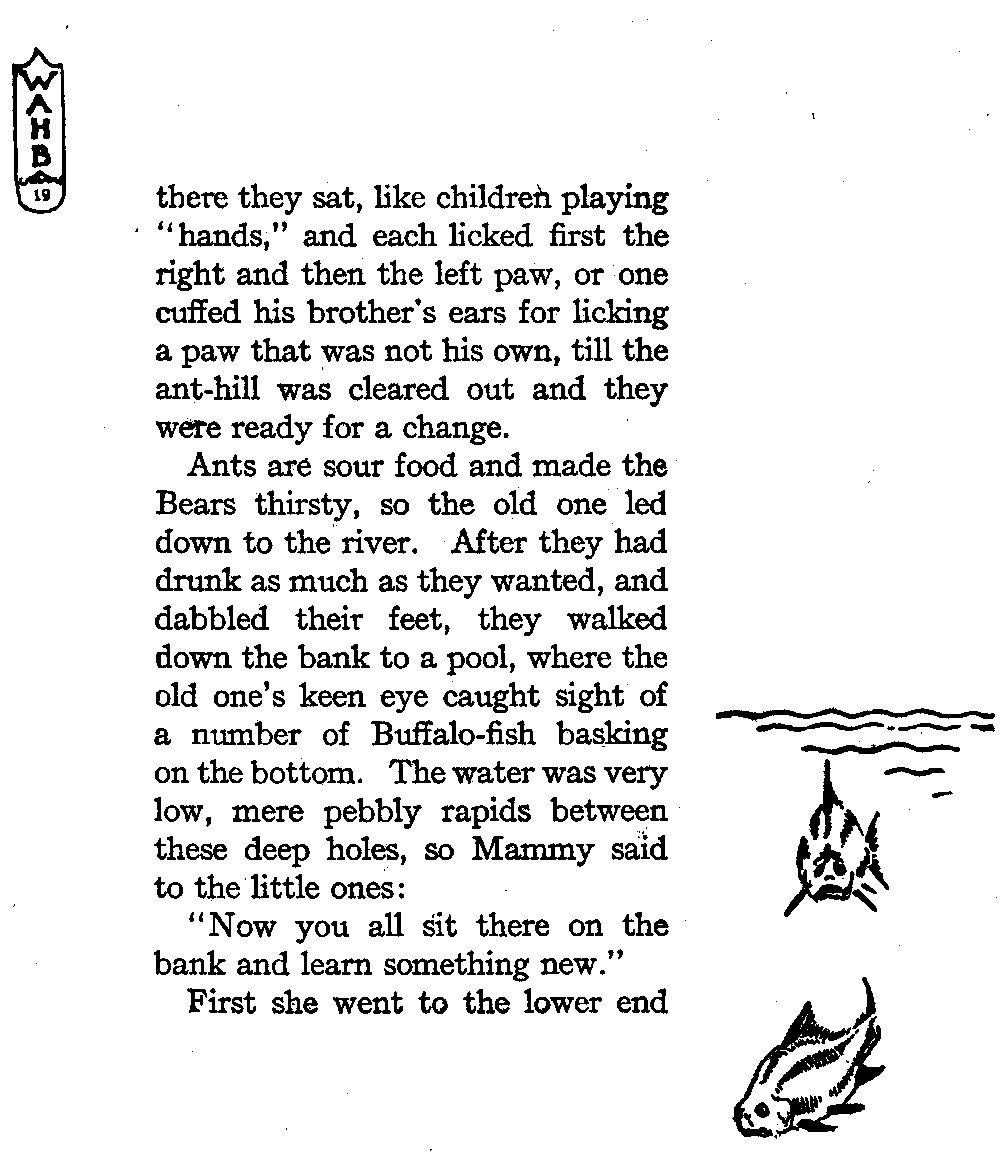 WAHB
19
there they sat, like children playing
"hands," and each licked first the
right and then the left paw, or one
cuffed his brother's ears for licking
a paw that was not his own, till the
ant-hill was cleared out and they
were ready for a change.
Ants are sour food and made the
Bears thirsty, so the old one led
down to the river. After they had
drunk as much as they wanted, and
dabbled their feet, they walked
down the bank to a pool, where the
old one's keen eye caught sight of
a number of Buffalo-fish basking
on the bottom. The water was very
low, mere pebbly rapids between
these deep holes, so Mammy said
to the little ones:
"Now you all sit there on the
bank and learn something new."
First she went to the lower end